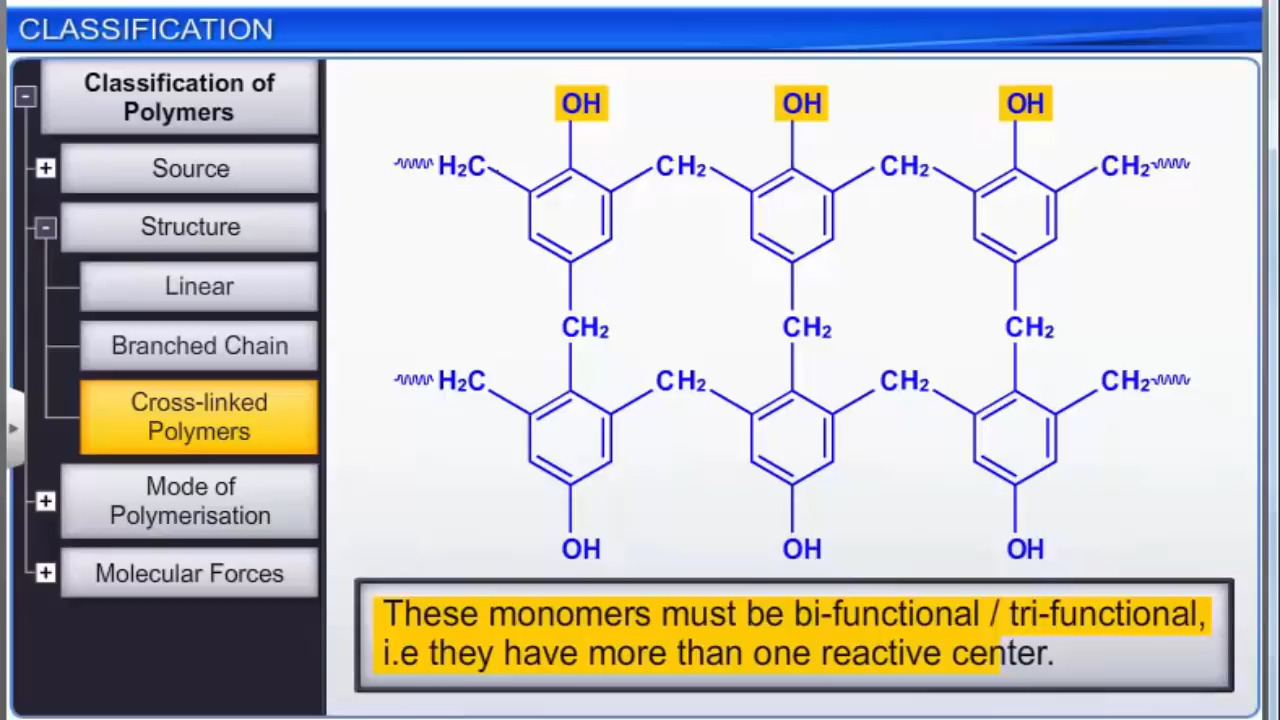 CLASSIFICATION
Classification of
Polymers
Source
Structure
Linear
Branched Chain
Cross-linked
Polymers
Mode of
Polymerisation
Molecular Forces
OH OH OH
H₂C CH₂ CH₂ CH₂
CH₂ CH₂ CH₂
H₂C CH₂ CH₂ CH₂
OH OH OH
These monomers must be bi-functional / tri-functional,
i.e they have more than one reactive center.